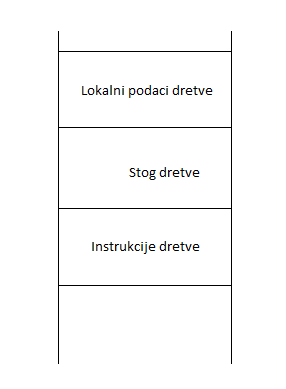 Lokalni podaci dretve
Stog dretve
Instrukcije dretve